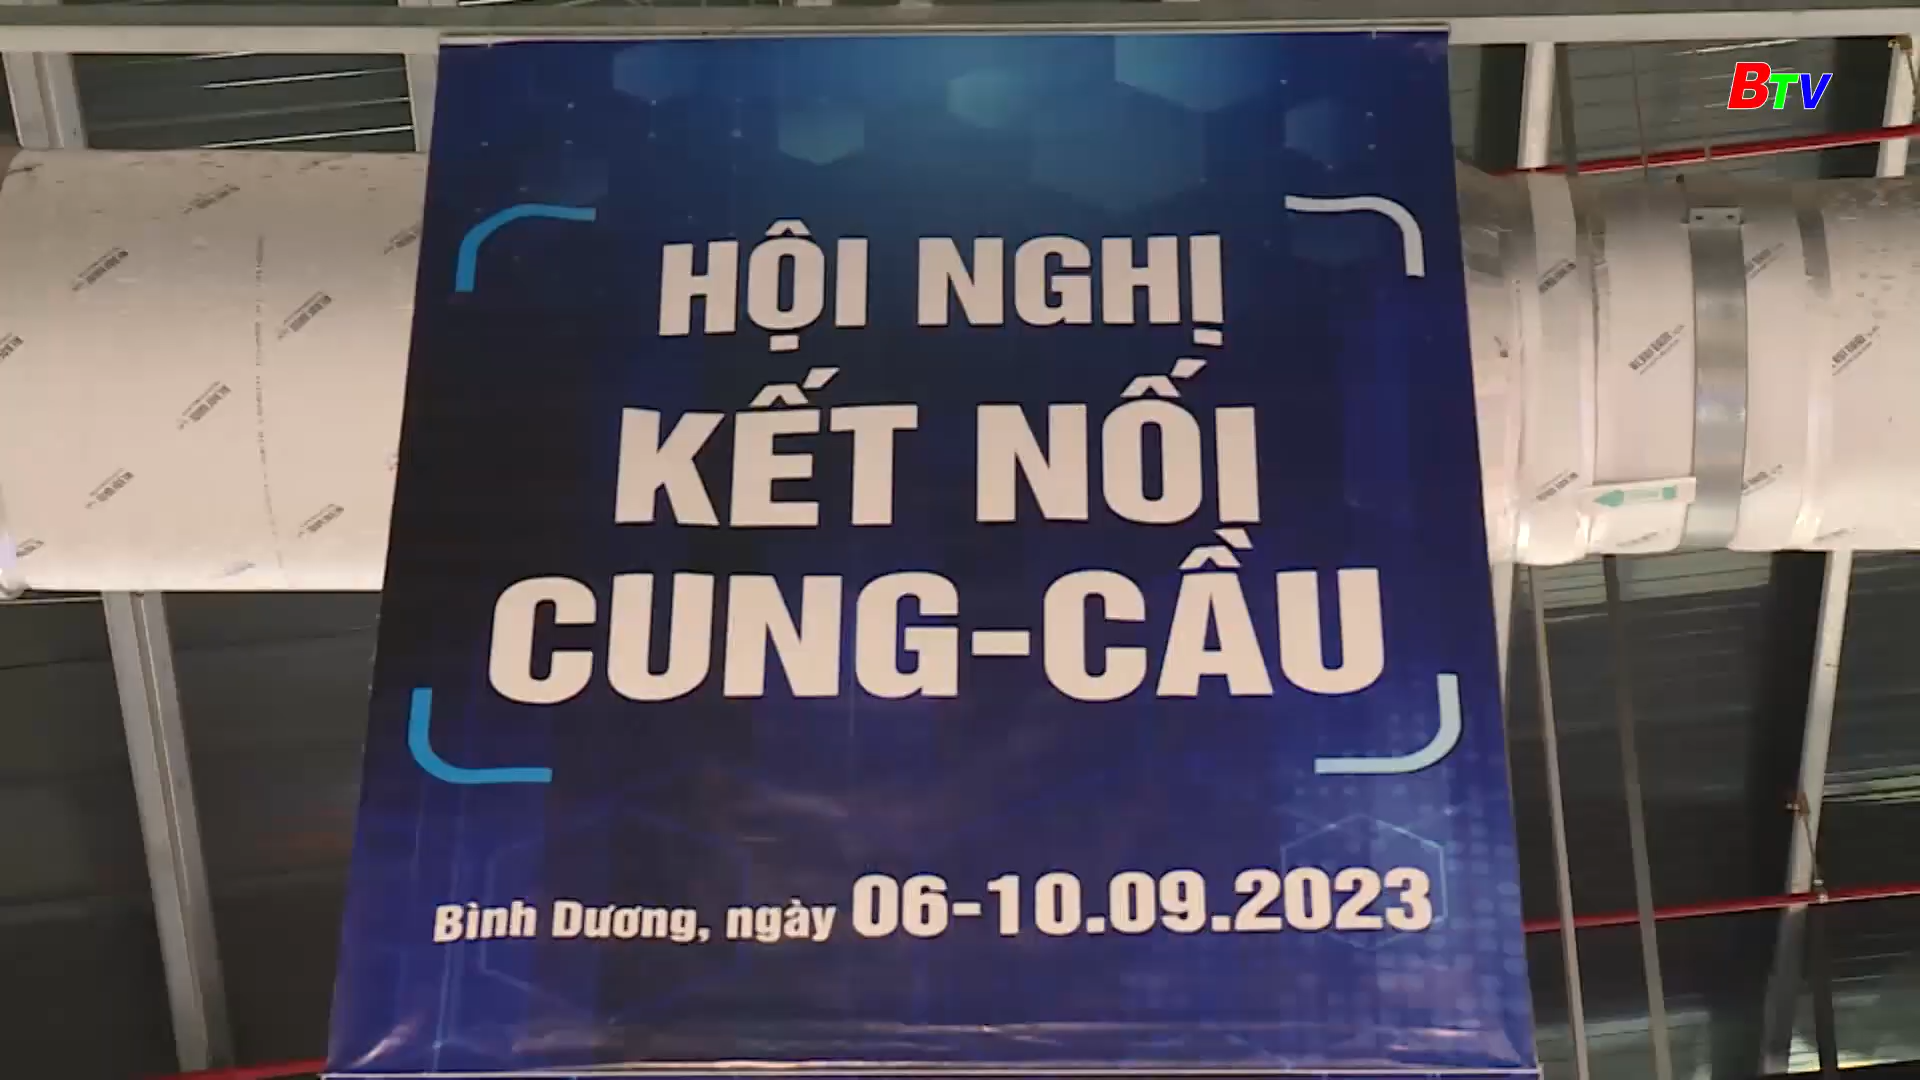 BTV
HỘI NGHỊ
KẾT NỐI
CUNG-CẦU
Bình Dương, ngày 06-10.09.2023